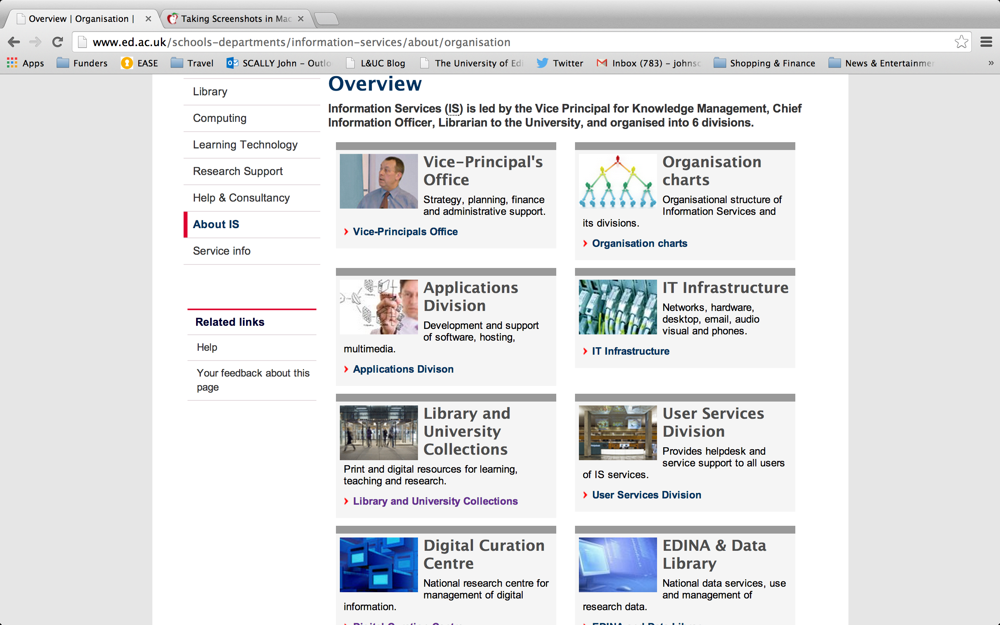 Overview | Organisation |
Taking Screenshots in Mac
www.ed.ac.uk/schools-departments/information-services/about/organisation
Apps
Funders
EASE
Travel
SCALLY John – Outlo
L&UC Blog
The University of Edi
Twitter
Inbox (783) – johnsc
Shopping & Finance
News & Entertainmen
»
Library
Computing
Learning Technology
Research Support
Help & Consultancy
About IS
Service info
Related links
Help
Your feedback about this
page
Overview
Information Services (IS) is led by the Vice Principal for Knowledge Management, Chief
Information Officer, Librarian to the University, and organised into 6 divisions.
Vice-Principal's
Office
Strategy, planning, finance
and administrative support.
Vice-Principals Office
Organisation
charts
Organisational structure of
Information Services and
its divisions.
Organisation charts
Applications
Division
Development and support
of software, hosting,
multimedia.
Applications Divison
IT Infrastructure
Networks, hardware,
desktop, email, audio
visual and phones.
IT Infrastructure
Library and
University
Collections
Print and digital resources for learning,
teaching and research.
Library and University Collections
User Services
Division
Provides helpdesk and
service support to all users
of IS services.
User Services Division
Digital Curation
Centre
National research centre for
management of digital
information.
Digital Curation Centre
EDINA & Data
Library
National data services, use
and management of
research data.
EDINA and Data Library